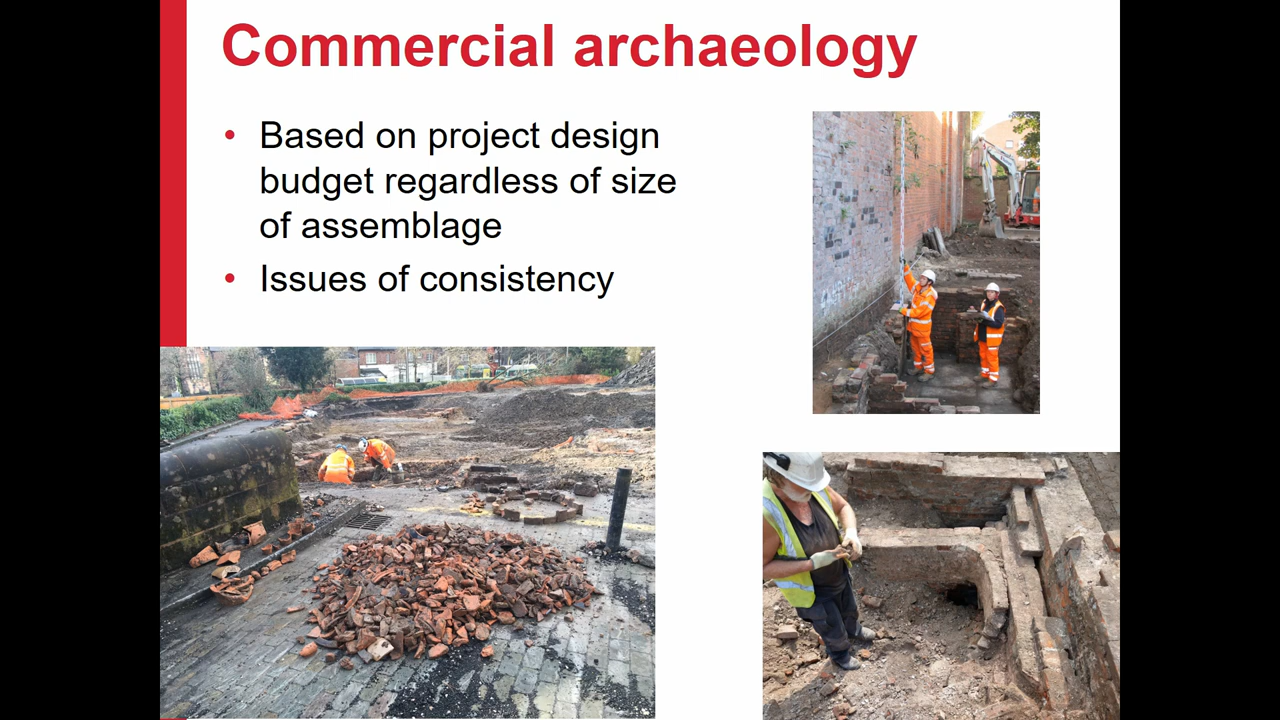 Commercial archaeology
• Based on project design
budget regardless of size
of assemblage
• Issues of consistency